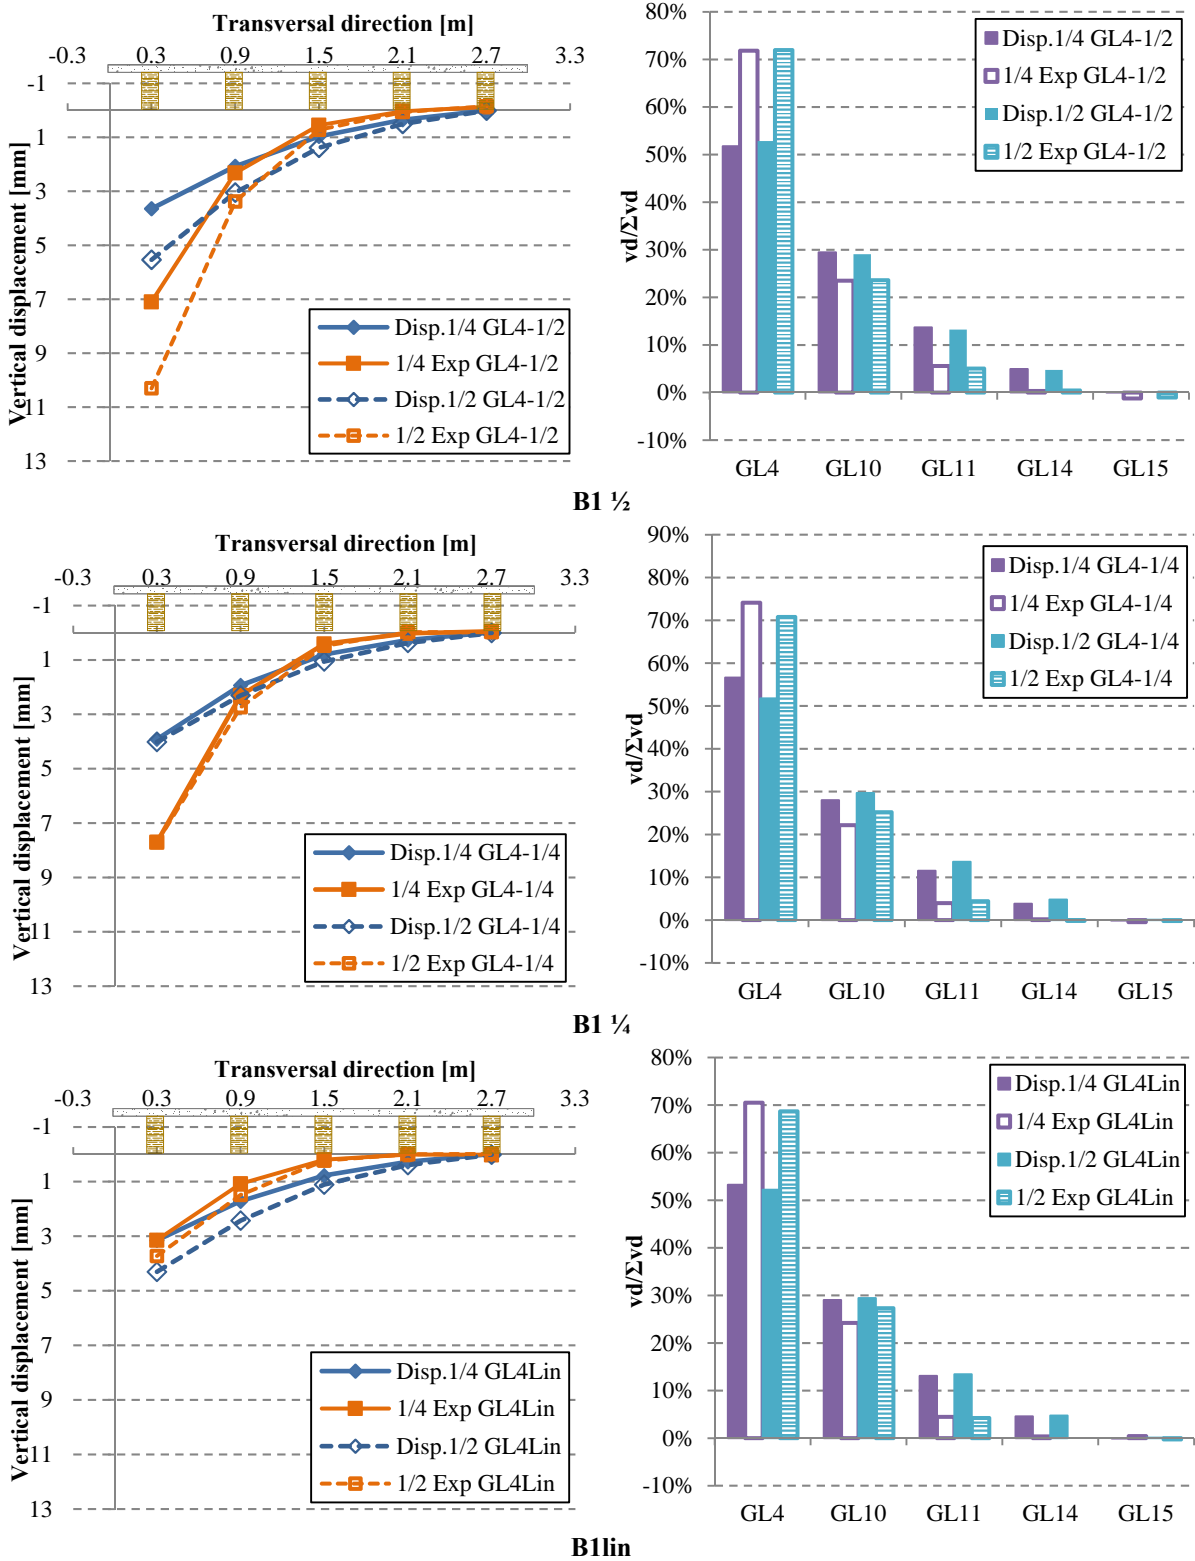 Transversal direction [m]
-0.3 0.3 0.9 1.5 2.1 2.7 3.3
-1
1
3
5
7
9
11
13
Vertical displacement [mm]
Disp.1/4 GL4-1/2
1/4 Exp GL4-1/2
Disp.1/2 GL4-1/2
1/2 Exp GL4-1/2
80%
70%
60%
50%
40%
30%
20%
10%
0%
-10%
vd/Σvd
Disp.1/4 GL4-1/2
1/4 Exp GL4-1/2
Disp.1/2 GL4-1/2
1/2 Exp GL4-1/2
GL4 GL10 GL11 GL14 GL15
B1 ½
Transversal direction [m]
-0.3 0.3 0.9 1.5 2.1 2.7 3.3
-1
1
3
5
7
9
11
13
Vertical displacement [mm]
Disp.1/4 GL4-1/4
1/4 Exp GL4-1/4
Disp.1/2 GL4-1/4
1/2 Exp GL4-1/4
90%
80%
70%
60%
50%
40%
30%
20%
10%
0%
-10%
vd/Σvd
Disp.1/4 GL4-1/4
1/4 Exp GL4-1/4
Disp.1/2 GL4-1/4
1/2 Exp GL4-1/4
GL4 GL10 GL11 GL14 GL15
B1 ¼
Transversal direction [m]
-0.3 0.3 0.9 1.5 2.1 2.7 3.3
-1
1
3
5
7
9
11
13
Vertical displacement [mm]
Disp.1/4 GL4Lin
1/4 Exp GL4Lin
Disp.1/2 GL4Lin
1/2 Exp GL4Lin
80%
70%
60%
50%
40%
30%
20%
10%
0%
-10%
vd/Σvd
Disp.1/4 GL4Lin
1/4 Exp GL4Lin
Disp.1/2 GL4Lin
1/2 Exp GL4Lin
GL4 GL10 GL11 GL14 GL15
B1lin